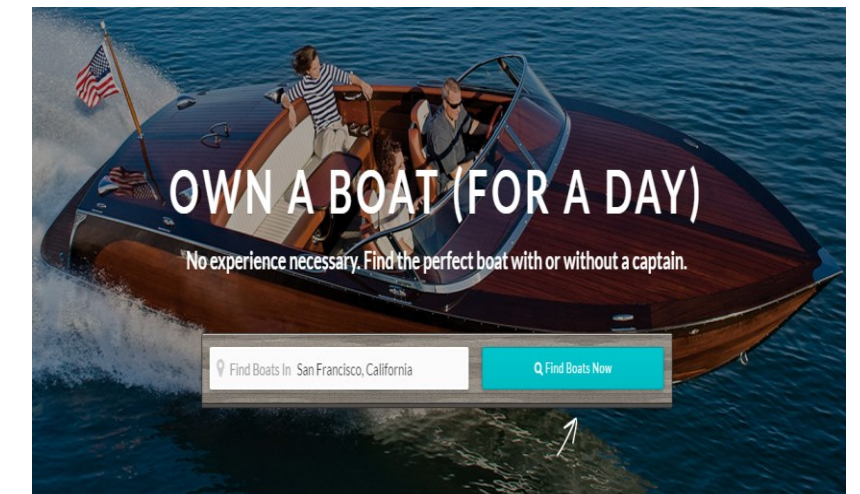 OWN A BOAT (FOR A DAY)
No experience necessary. Find the perfect boat with or without a captain.
Find Boats In San Francisco, California
Find Boats Now